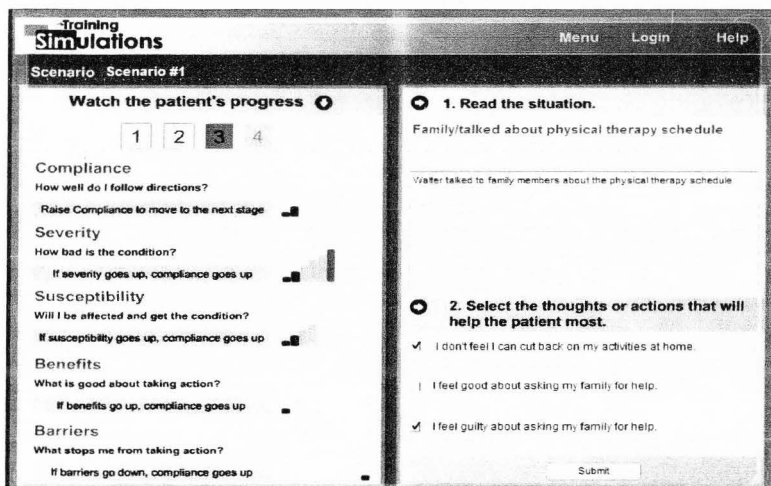 Training
Simulations
Menu Login Help
Scenario Scenario #1
Watch the patient's progress
1 2 3 4
Compliance
How well do I follow directions?
Raise Compliance to move to the next stage
Severity
How bad is the condition?
If severity goes up, compliance goes up
Susceptibility
Will I be affected and get the condition?
If susceptibility goes up, compliance goes up
Benefits
What is good about taking action?
If benefits go up, compliance goes up
Barriers
What stops me from taking action?
If barriers go down, compliance goes up
1. Read the situation.
Family/talked about physical therapy schedule
Walter talked to family members about the physical therapy schedule
2. Select the thoughts or actions that will
help the patient most.
I don't feel I can cut back on my activities at home.
I feel good about asking my family for help.
I feel guilty about asking my family for help.
Submit